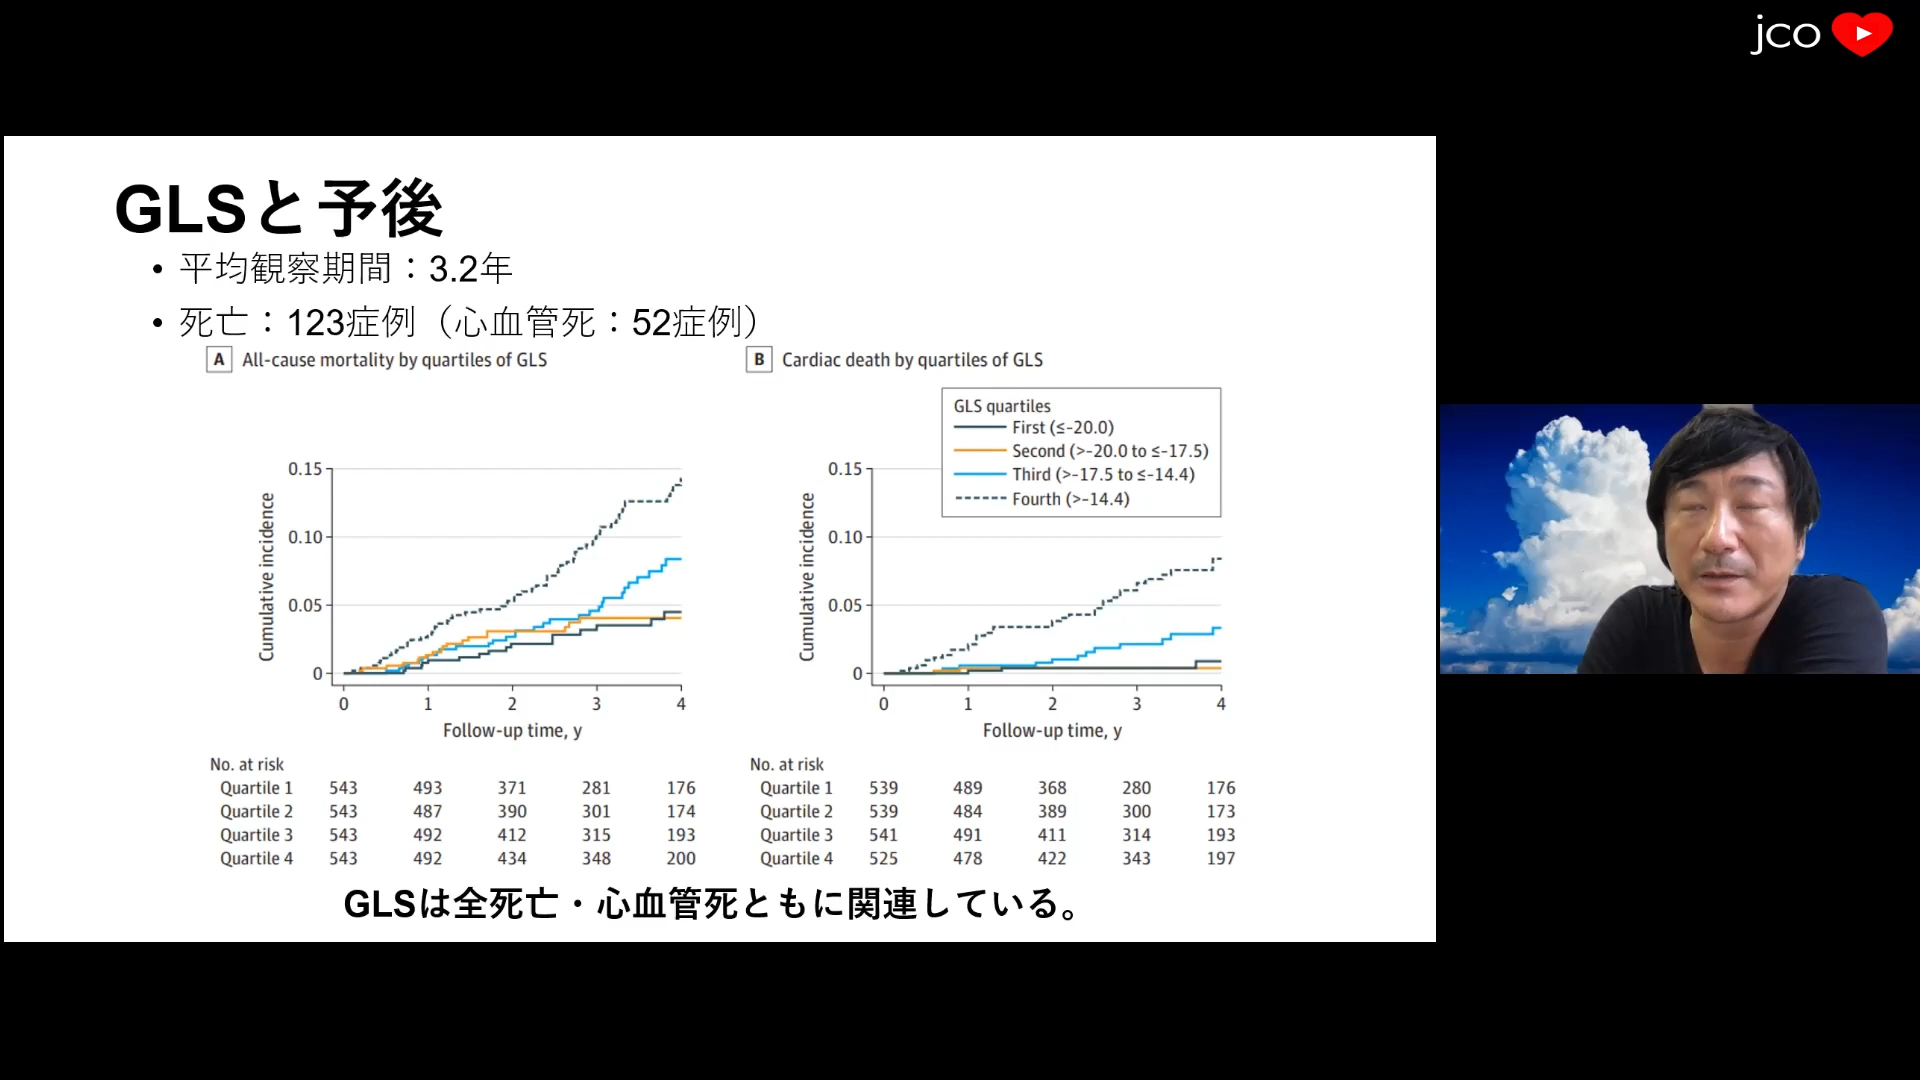 jco
GLSと予後
• 平均観察期間：3.2年
• 死亡：123症例（心血管死：52症例）
A All-cause mortality by quartiles of GLS
0.15
0.10
0.05
0
Cumulative incidence
0 1 2 3 4
Follow-up time, y
No. at risk
Quartile 1 543 493 371 281 176
Quartile 2 543 487 390 301 174
Quartile 3 543 492 412 315 193
Quartile 4 543 492 434 348 200
B Cardiac death by quartiles of GLS
GLS quartiles
First (≤-20.0)
Second (>-20.0 to ≤-17.5)
Third (>-17.5 to ≤-14.4)
Fourth (>-14.4)
0.15
0.10
0.05
0
Cumulative incidence
0 1 2 3 4
Follow-up time, y
No. at risk
Quartile 1 539 489 368 280 176
Quartile 2 539 484 389 300 173
Quartile 3 541 491 411 314 193
Quartile 4 525 478 422 343 197
GLSは全死亡・心血管死ともに関連している。